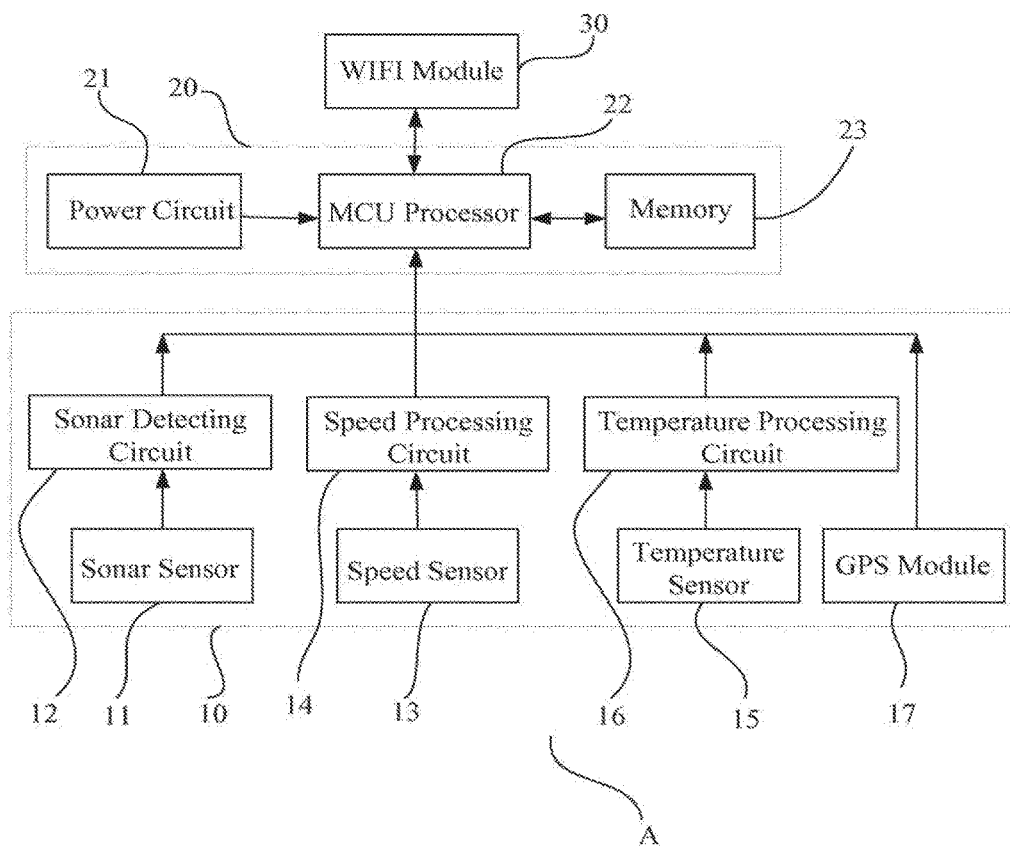 30
WIFI Module
21
20
22
23
Power Circuit
MCU Processor
Memory
Sonar Detecting
Circuit
Speed Processing
Circuit
Temperature Processing
Circuit
Sonar Sensor
Speed Sensor
Temperature
Sensor
GPS Module
12
11
10
14
13
16
15
17
A